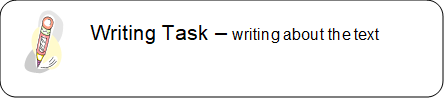 Writing Task – writing about the text